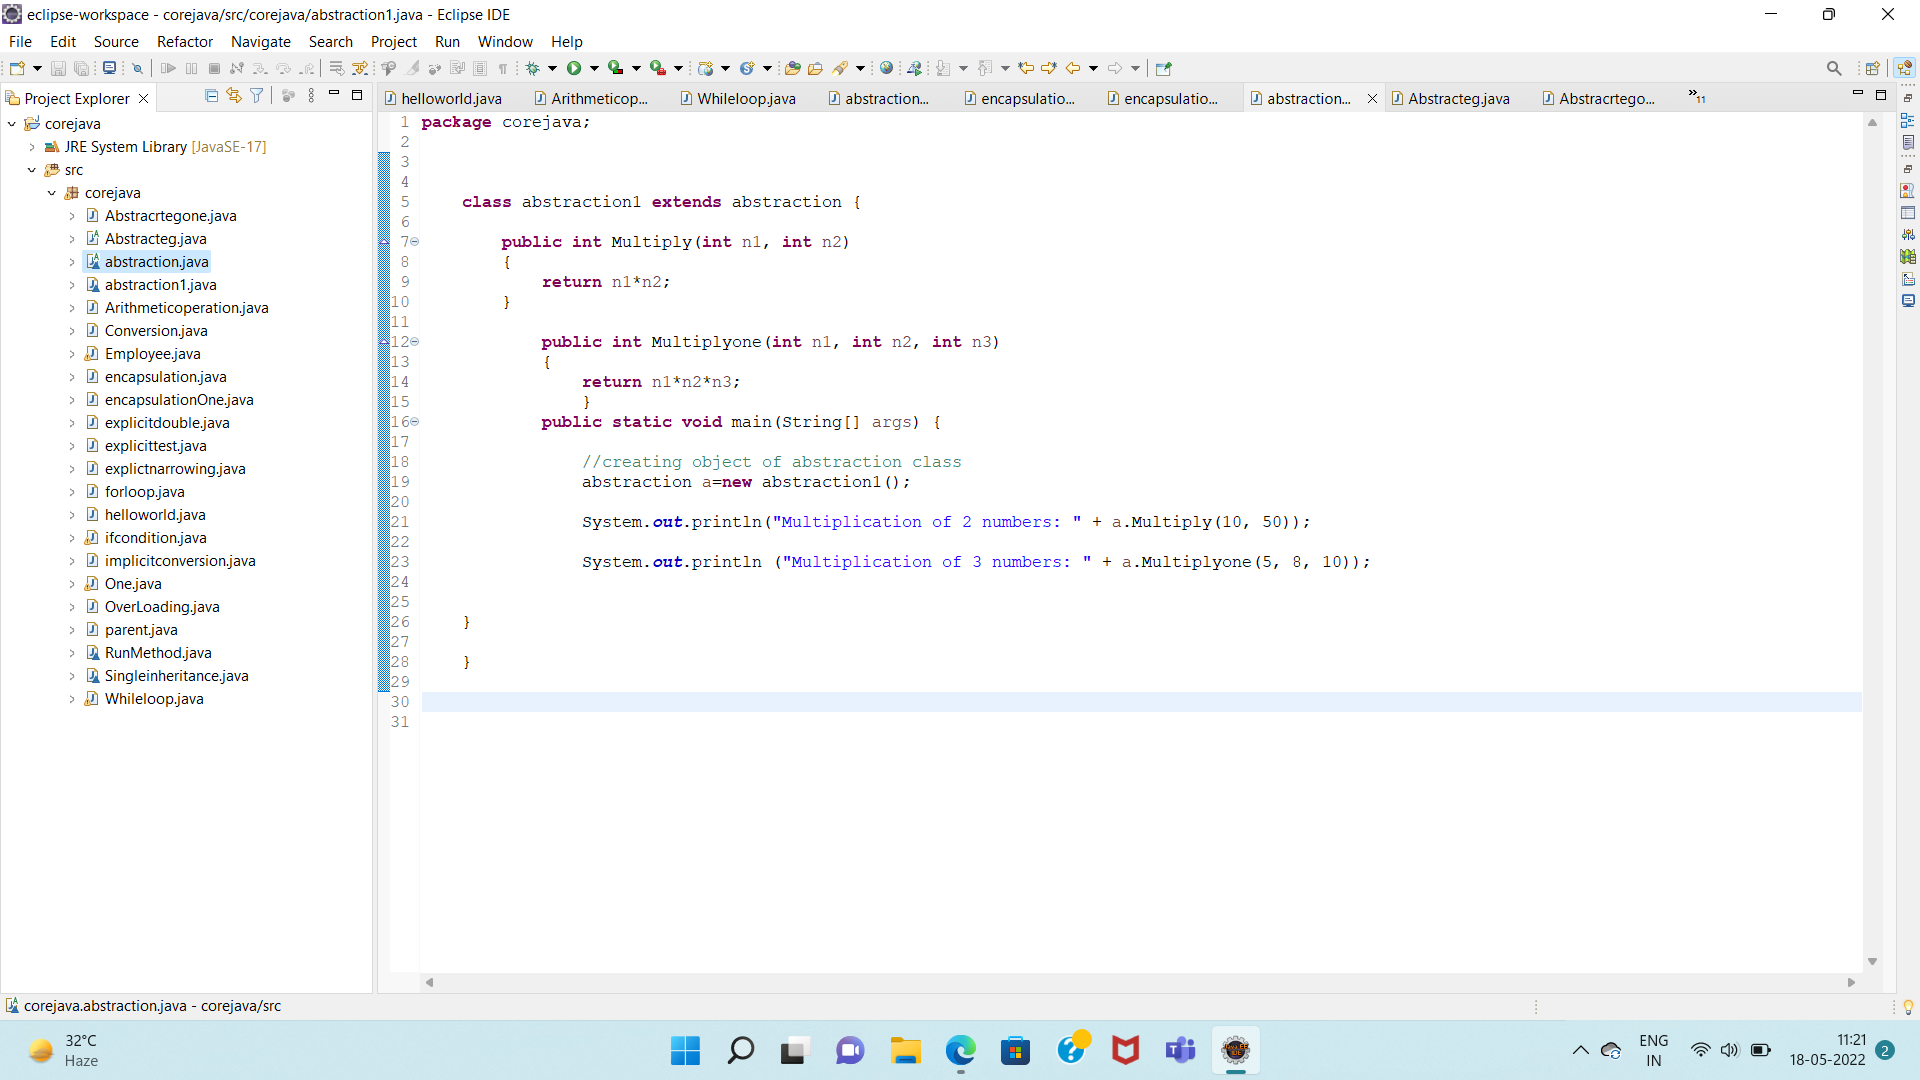 eclipse-workspace - corejava/src/corejava/abstraction1.java - Eclipse IDE
File Edit Source Refactor Navigate Search Project Run Window Help
Project Explorer
helloworld.java Arithmeticop... Whileloop.java abstraction... encapsulatio... encapsulatio... abstraction... Abstracteg.java Abstracrtego... »11
corejava
JRE System Library [JavaSE-17]
src
corejava
Abstracrtegone.java
Abstracteg.java
abstraction.java
abstraction1.java
Arithmeticoperation.java
Conversion.java
Employee.java
encapsulation.java
encapsulationOne.java
explicitdouble.java
explicittest.java
explictnarrowing.java
forloop.java
helloworld.java
ifcondition.java
implicitconversion.java
One.java
OverLoading.java
parent.java
RunMethod.java
Singleinheritance.java
Whileloop.java
1 package corejava;
2
3
4
5 class abstraction1 extends abstraction {
6
7 public int Multiply(int n1, int n2)
8 {
9 return n1*n2;
10 }
11
12 public int Multiplyone(int n1, int n2, int n3)
13 {
14 return n1*n2*n3;
15 }
16 public static void main(String[] args) {
17
18 //creating object of abstraction class
19 abstraction a=new abstraction1();
20
21 System.out.println("Multiplication of 2 numbers: " + a.Multiply(10, 50));
22
23 System.out.println ("Multiplication of 3 numbers: " + a.Multiplyone(5, 8, 10));
24
25
26 }
27
28 }
29
30
31
corejava.abstraction.java - corejava/src
32°C
Haze
ENG
IN
11:21
18-05-2022
2